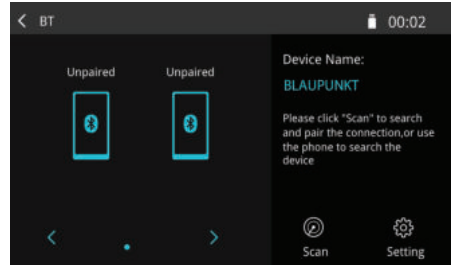 BT
00:02
Unpaired
Unpaired
Device Name:
BLAUPUNKT
Please click "Scan" to search
and pair the connection,or use
the phone to search the
device
Scan
Setting